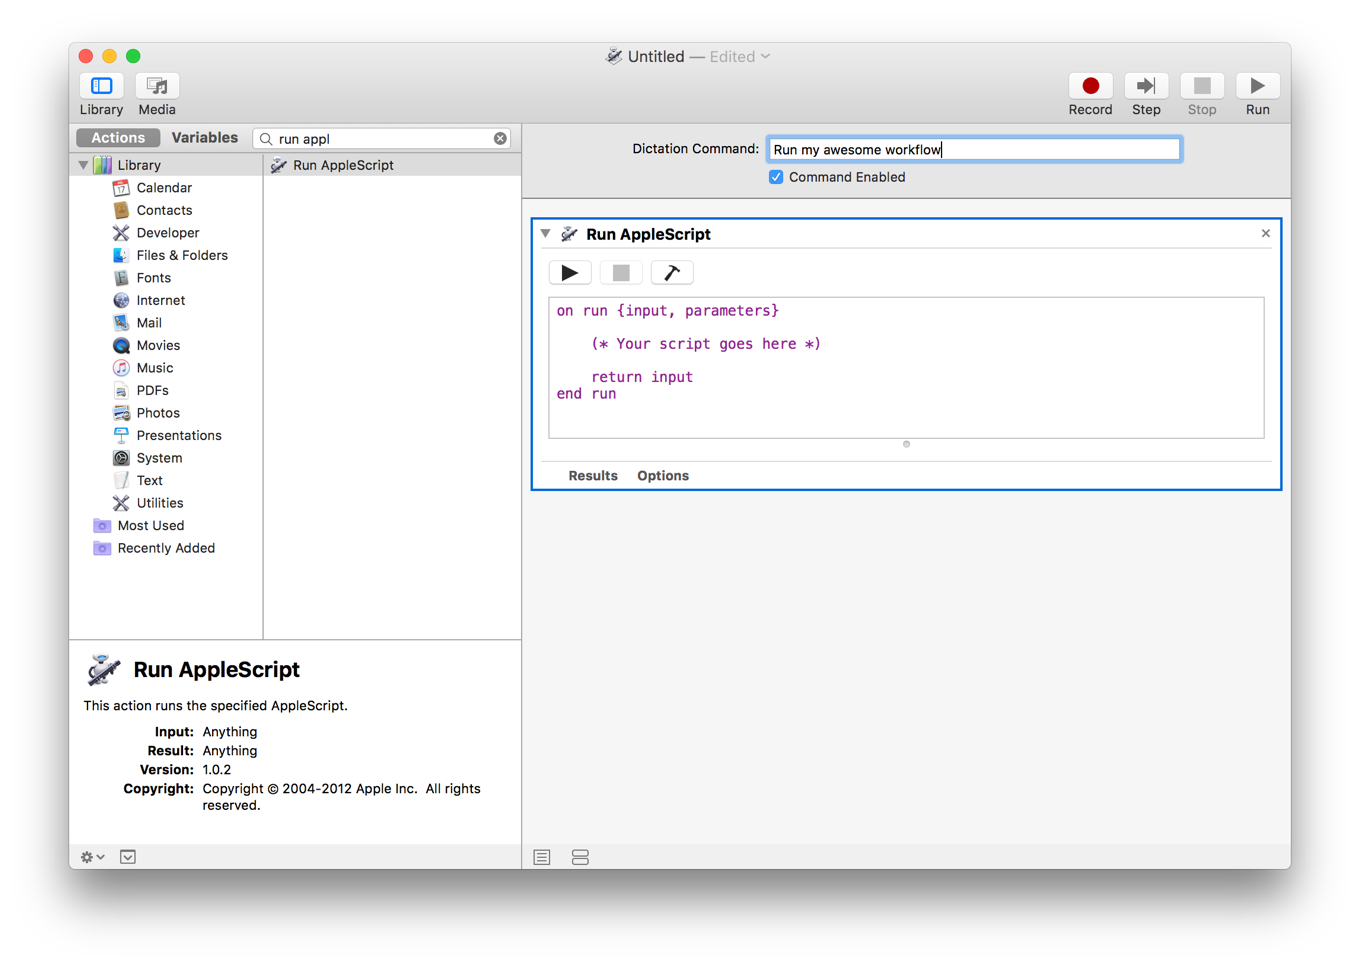 Untitled — Edited
Library
Media
Record
Step
Stop
Run
Actions
Variables
run appl
Library
Calendar
Contacts
Developer
Files & Folders
Fonts
Internet
Mail
Movies
Music
PDFs
Photos
Presentations
System
Text
Utilities
Most Used
Recently Added
Run AppleScript
Dictation Command: Run my awesome workflow
Command Enabled
Run AppleScript
on run {input, parameters}
(* Your script goes here *)
return input
end run
Results
Options
Run AppleScript
This action runs the specified AppleScript.
Input: Anything
Result: Anything
Version: 1.0.2
Copyright: Copyright © 2004-2012 Apple Inc. All rights
reserved.